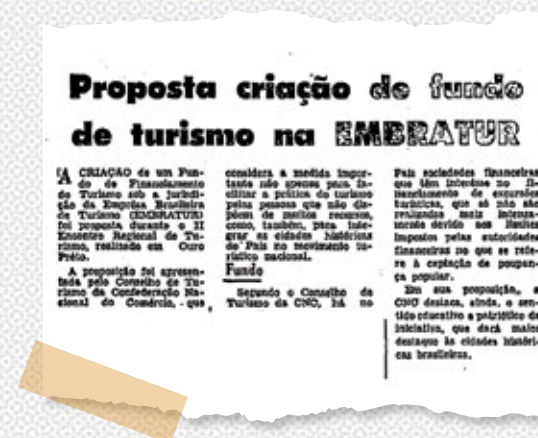 Proposta criação de fundo
de turismo na EMBRATUR
A CRIAÇÃO de um Fun-
do de Financiamento
do Turismo sob a jurisdi-
ção da Emprêsa Brasileira
de Turismo (EMBRATUR)
foi proposta durante o II
Encontro Regional de Tu-
rismo, realizado em Ouro
Prêto.
A proposição foi apresen-
tada pelo Conselho de Tu-
rismo da Confederação Na-
cional do Comércio, que
considera a medida impor-
tante não apenas para fa-
cilitar a prática do turismo
pelas pessoas que não dis-
põem de muitos recursos,
como, também, para inte-
grar as cidades históricas
do País no movimento tu-
rístico nacional.
Fundo
Segundo o Conselho de
Turismo da CNC, há no
País sociedades financeiras
que têm interêsse no fi-
nanciamento de excursões
turísticas, que só não são
realizadas mais intensa-
mente devido aos limites
impostos pelas autoridades
financeiras no que se refe-
re à captação de poupan-
ça popular.
Em sua proposição, a
CNC destaca, ainda, o sen-
tido educativo e patriótico da
iniciativa, que dará maior
destaque às cidades históri-
cas brasileiras.